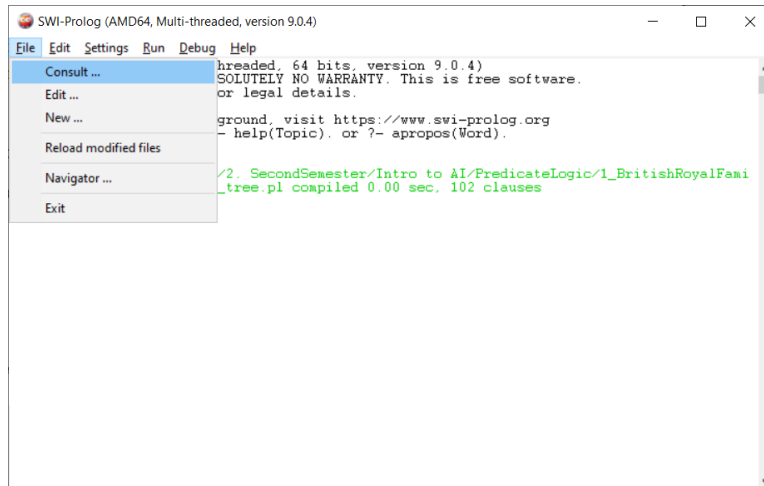 SWI-Prolog (AMD64, Multi-threaded, version 9.0.4)
File Edit Settings Run Debug Help
Consult ...
Edit ...
New ...
Reload modified files
Navigator ...
Exit
hreaded, 64 bits, version 9.0.4)
SOLUTELY NO WARRANTY. This is free software.
or legal details.
ground, visit https://www.swi-prolog.org
- help(Topic). or ?- apropos(Word).
/2. SecondSemester/Intro to AI/PredicateLogic/1_BritishRoyalFami
_tree.pl compiled 0.00 sec, 102 clauses